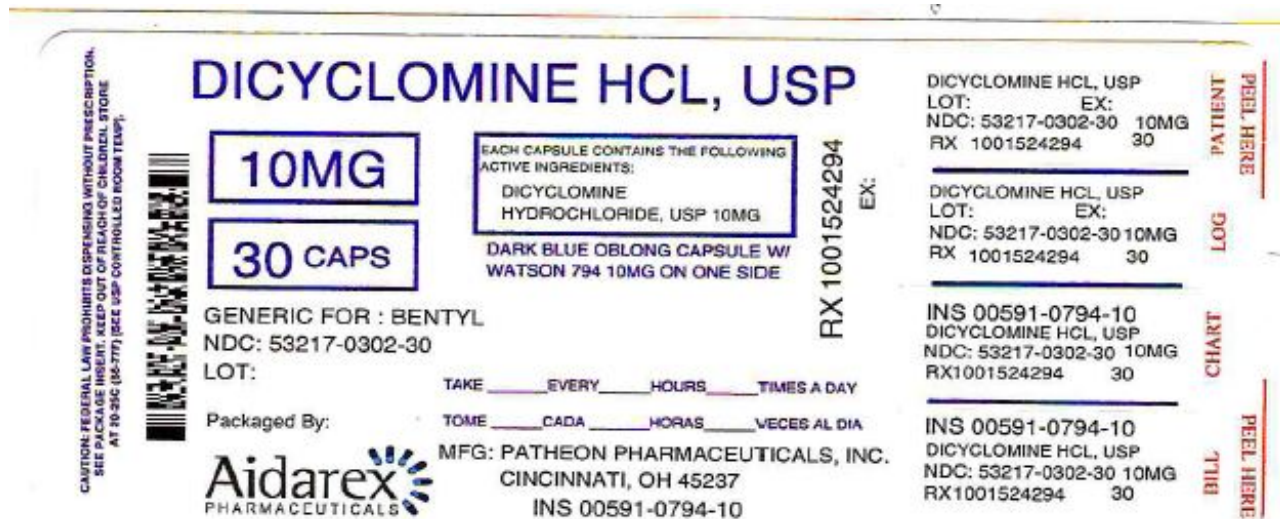 CAUTION: FEDERAL LAW PROHIBITS DISPENSING WITHOUT PRESCRIPTION.
SEE PACKAGE INSERT. KEEP OUT OF REACH OF CHILDREN. STORE
AT 20-25C (68-77F) (SEE USP CONTROLLED ROOM TEMP).
DICYCLOMINE HCL, USP
10MG
30 CAPS
EACH CAPSULE CONTAINS THE FOLLOWING
ACTIVE INGREDIENTS:
DICYCLOMINE
HYDROCHLORIDE, USP 10MG
DARK BLUE OBLONG CAPSULE W/
WATSON 794 10MG ON ONE SIDE
GENERIC FOR : BENTYL
NDC: 53217-0302-30
LOT:
TAKE ____EVERY____HOURS____TIMES A DAY
TOME ____CADA ____HORAS____VECES AL DIA
Packaged By:
Aidarex
PHARMACEUTICALS
MFG: PATHEON PHARMACEUTICALS, INC.
CINCINNATI, OH 45237
INS 00591-0794-10
RX 1001524294
EX:
DICYCLOMINE HCL, USP
LOT: EX:
NDC: 53217-0302-30 10MG
RX 1001524294 30
PATIENT
PEEL HERE
DICYCLOMINE HCL, USP
LOT: EX:
NDC: 53217-0302-30 10MG
RX 1001524294 30
LOG
INS 00591-0794-10
DICYCLOMINE HCL, USP
NDC: 53217-0302-30 10MG
RX1001524294 30
CHART
INS 00591-0794-10
DICYCLOMINE HCL, USP
NDC: 53217-0302-30 10MG
RX1001524294 30
BILL
PEEL HERE